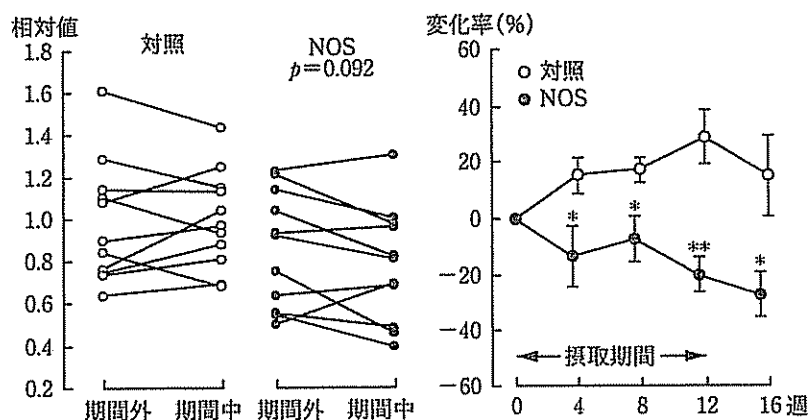 相対値
対照
NOS
p=0.092
1.8
1.6
1.4
1.2
1.0
0.8
0.6
0.4
0.2
期間外 期間中 期間外 期間中
変化率(%)
対照
NOS
60
40
20
0
−20
−40
−60
* * ** *
摂取期間
0 4 8 12 16 週